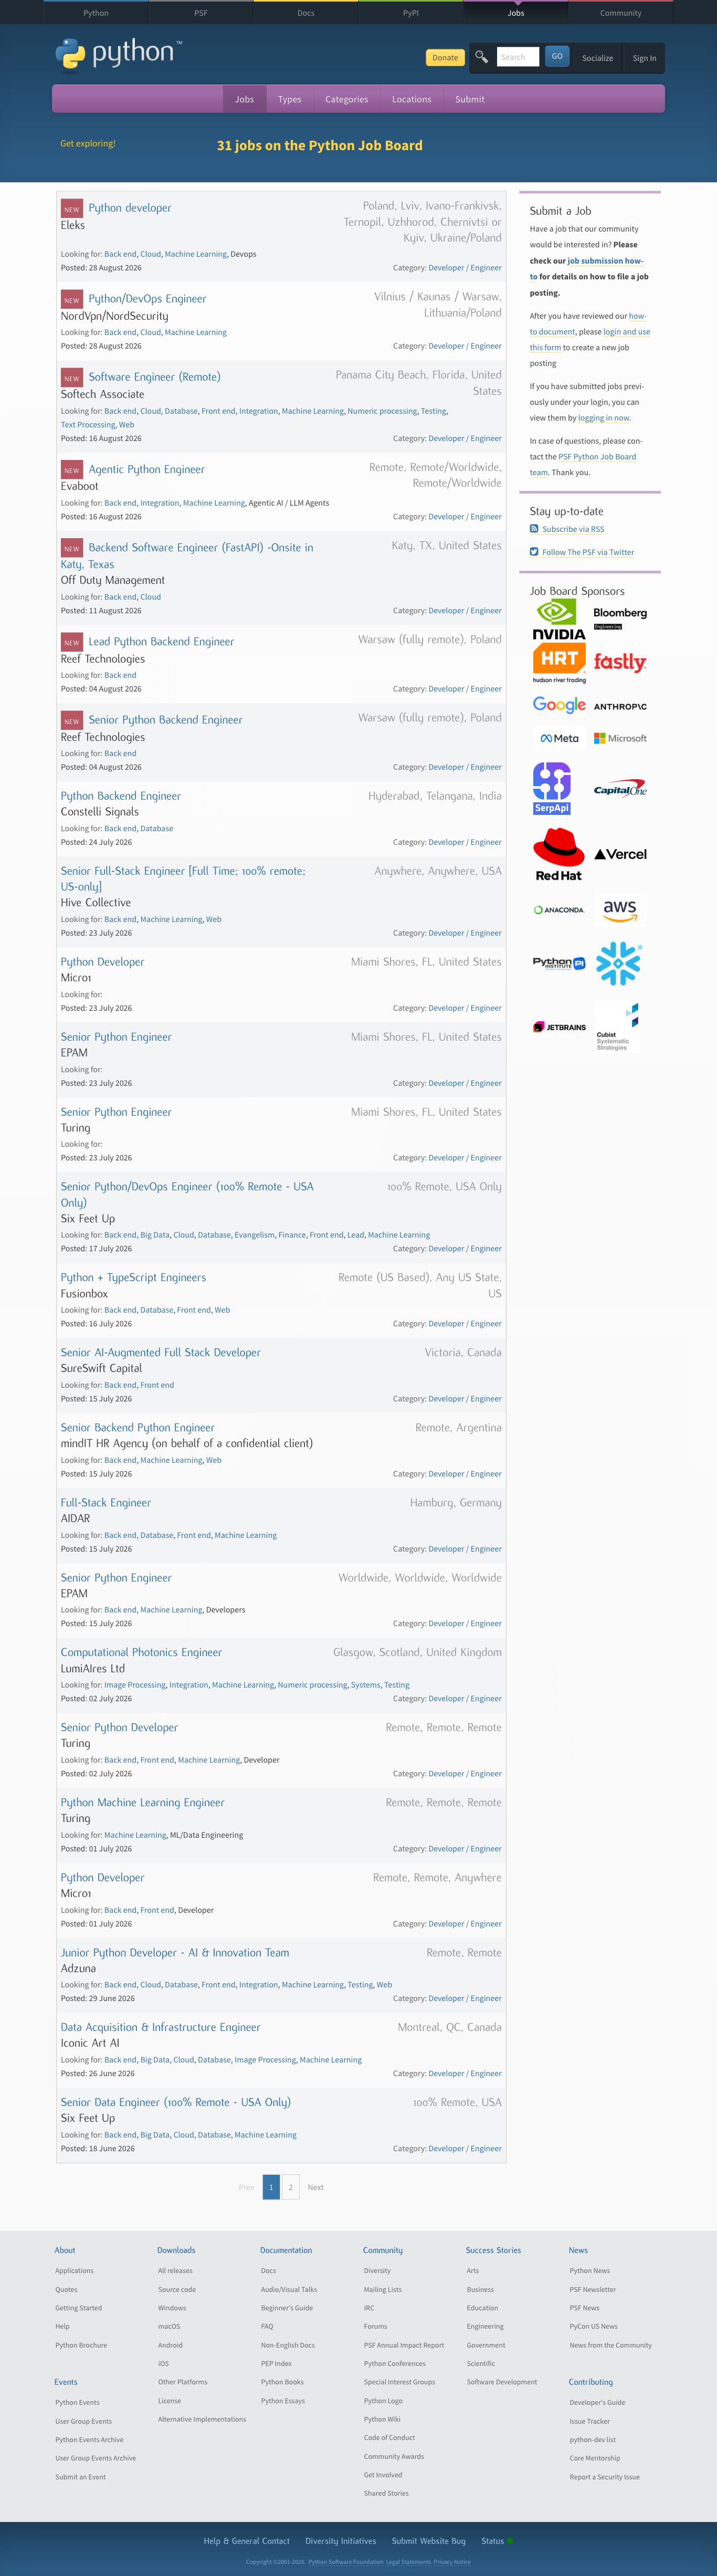 Python
PSF
Docs
PyPI
Jobs
Community
python™
Donate
Search
GO
Socialize
Sign In
Jobs
Types
Categories
Locations
Submit
Get exploring!
31 jobs on the Python Job Board
NEW Python developer
Eleks
Poland, Lviv, Ivano-Frankivsk,
Ternopil, Uzhhorod, Chernivtsi or
Kyiv, Ukraine/Poland
Looking for: Back end, Cloud, Machine Learning, Devops
Posted: 28 August 2026
Category: Developer / Engineer
NEW Python/DevOps Engineer
NordVpn/NordSecurity
Vilnius / Kaunas / Warsaw,
Lithuania/Poland
Looking for: Back end, Cloud, Machine Learning
Posted: 28 August 2026
Category: Developer / Engineer
NEW Software Engineer (Remote)
Softech Associate
Panama City Beach, Florida, United
States
Looking for: Back end, Cloud, Database, Front end, Integration, Machine Learning, Numeric processing, Testing,
Text Processing, Web
Posted: 16 August 2026
Category: Developer / Engineer
NEW Agentic Python Engineer
Evaboot
Remote, Remote/Worldwide,
Remote/Worldwide
Looking for: Back end, Integration, Machine Learning, Agentic AI / LLM Agents
Posted: 16 August 2026
Category: Developer / Engineer
NEW Backend Software Engineer (FastAPI) -Onsite in
Katy, Texas
Off Duty Management
Katy, TX, United States
Looking for: Back end, Cloud
Posted: 11 August 2026
Category: Developer / Engineer
NEW Lead Python Backend Engineer
Reef Technologies
Warsaw (fully remote), Poland
Looking for: Back end
Posted: 04 August 2026
Category: Developer / Engineer
NEW Senior Python Backend Engineer
Reef Technologies
Warsaw (fully remote), Poland
Looking for: Back end
Posted: 04 August 2026
Category: Developer / Engineer
Python Backend Engineer
Constelli Signals
Hyderabad, Telangana, India
Looking for: Back end, Database
Posted: 24 July 2026
Category: Developer / Engineer
Senior Full-Stack Engineer [Full Time; 100% remote;
US-only]
Hive Collective
Anywhere, Anywhere, USA
Looking for: Back end, Machine Learning, Web
Posted: 23 July 2026
Category: Developer / Engineer
Python Developer
Micro1
Miami Shores, FL, United States
Looking for:
Posted: 23 July 2026
Category: Developer / Engineer
Senior Python Engineer
EPAM
Miami Shores, FL, United States
Looking for:
Posted: 23 July 2026
Category: Developer / Engineer
Senior Python Engineer
Turing
Miami Shores, FL, United States
Looking for:
Posted: 23 July 2026
Category: Developer / Engineer
Senior Python/DevOps Engineer (100% Remote - USA
Only)
Six Feet Up
100% Remote, USA Only
Looking for: Back end, Big Data, Cloud, Database, Evangelism, Finance, Front end, Lead, Machine Learning
Posted: 17 July 2026
Category: Developer / Engineer
Python + TypeScript Engineers
Fusionbox
Remote (US Based), Any US State,
US
Looking for: Back end, Database, Front end, Web
Posted: 16 July 2026
Category: Developer / Engineer
Senior AI-Augmented Full Stack Developer
SureSwift Capital
Victoria, Canada
Looking for: Back end, Front end
Posted: 15 July 2026
Category: Developer / Engineer
Senior Backend Python Engineer
mindIT HR Agency (on behalf of a confidential client)
Remote, Argentina
Looking for: Back end, Machine Learning, Web
Posted: 15 July 2026
Category: Developer / Engineer
Full-Stack Engineer
AIDAR
Hamburg, Germany
Looking for: Back end, Database, Front end, Machine Learning
Posted: 15 July 2026
Category: Developer / Engineer
Senior Python Engineer
EPAM
Worldwide, Worldwide, Worldwide
Looking for: Back end, Machine Learning, Developers
Posted: 15 July 2026
Category: Developer / Engineer
Computational Photonics Engineer
LumiAIres Ltd
Glasgow, Scotland, United Kingdom
Looking for: Image Processing, Integration, Machine Learning, Numeric processing, Systems, Testing
Posted: 02 July 2026
Category: Developer / Engineer
Senior Python Developer
Turing
Remote, Remote, Remote
Looking for: Back end, Front end, Machine Learning, Developer
Posted: 02 July 2026
Category: Developer / Engineer
Python Machine Learning Engineer
Turing
Remote, Remote, Remote
Looking for: Machine Learning, ML/Data Engineering
Posted: 01 July 2026
Category: Developer / Engineer
Python Developer
Micro1
Remote, Remote, Anywhere
Looking for: Back end, Front end, Developer
Posted: 01 July 2026
Category: Developer / Engineer
Junior Python Developer - AI & Innovation Team
Adzuna
Remote, Remote
Looking for: Back end, Cloud, Database, Front end, Integration, Machine Learning, Testing, Web
Posted: 29 June 2026
Category: Developer / Engineer
Data Acquisition & Infrastructure Engineer
Iconic Art AI
Montreal, QC, Canada
Looking for: Back end, Big Data, Cloud, Database, Image Processing, Machine Learning
Posted: 26 June 2026
Category: Developer / Engineer
Senior Data Engineer (100% Remote - USA Only)
Six Feet Up
100% Remote, USA
Looking for: Back end, Big Data, Cloud, Database, Machine Learning
Posted: 18 June 2026
Category: Developer / Engineer
Prev
1
2
Next
Submit a Job
Have a job that our community
would be interested in? Please
check our job submission how-
to for details on how to file a job
posting.
After you have reviewed our how-
to document, please login and use
this form to create a new job
posting
If you have submitted jobs previ-
ously under your login, you can
view them by logging in now.
In case of questions, please con-
tact the PSF Python Job Board
team. Thank you.
Stay up-to-date
Subscribe via RSS
Follow The PSF via Twitter
Job Board Sponsors
NVIDIA
Bloomberg
Engineering
HRT
hudson river trading
fastly
Google
ANTHROP\C
Meta
Microsoft
SerpApi
Capital One
Red Hat
Vercel
ANACONDA.
aws
Python
INSTITUTE
PI
JETBRAINS
Cubist
Systematic
Strategies
About
Applications
Quotes
Getting Started
Help
Python Brochure
Downloads
All releases
Source code
Windows
macOS
Android
iOS
Other Platforms
License
Alternative Implementations
Documentation
Docs
Audio/Visual Talks
Beginner's Guide
FAQ
Non-English Docs
PEP Index
Python Books
Python Essays
Community
Diversity
Mailing Lists
IRC
Forums
PSF Annual Impact Report
Python Conferences
Special Interest Groups
Python Logo
Python Wiki
Code of Conduct
Community Awards
Get Involved
Shared Stories
Success Stories
Arts
Business
Education
Engineering
Government
Scientific
Software Development
News
Python News
PSF Newsletter
PSF News
PyCon US News
News from the Community
Events
Python Events
User Group Events
Python Events Archive
User Group Events Archive
Submit an Event
Contributing
Developer's Guide
Issue Tracker
python-dev list
Core Mentorship
Report a Security Issue
Help & General Contact
Diversity Initiatives
Submit Website Bug
Status
Copyright ©2001-2026. Python Software Foundation Legal Statements Privacy Notice